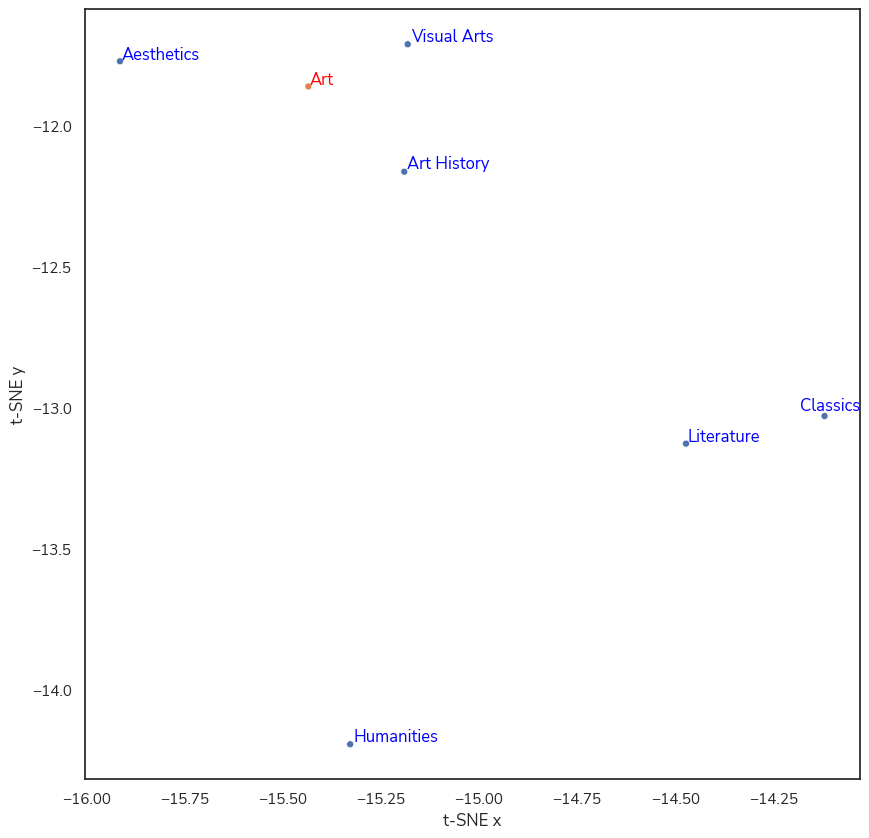 Visual Arts
Aesthetics
Art
−12.0
Art History
−12.5
t-SNE y
−13.0
Classics
Literature
−13.5
−14.0
Humanities
−16.00 −15.75 −15.50 −15.25 −15.00 −14.75 −14.50 −14.25
t-SNE x